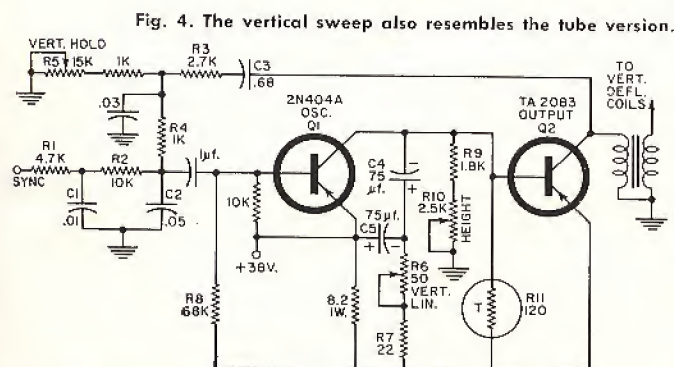 Fig. 4. The vertical sweep also resembles the tube version.
VERT. HOLD
R5 15K
1K
R3
2.7K
C3
.68
TO
VERT.
DEFL.
COILS
.03
R4
1K
2N404A
OSC.
Q1
TA 2083
OUTPUT
Q2
R1
4.7K
SYNC
R2
10K
1µf.
C1
.01
C2
.05
10K
+38V.
C4
75
µf.
R9
1.8K
R10
2.5K
HEIGHT
75µf.
C5
+
−
R6
50
VERT.
LIN.
R8
68K
8.2
1W.
R7
22
T
R11
120